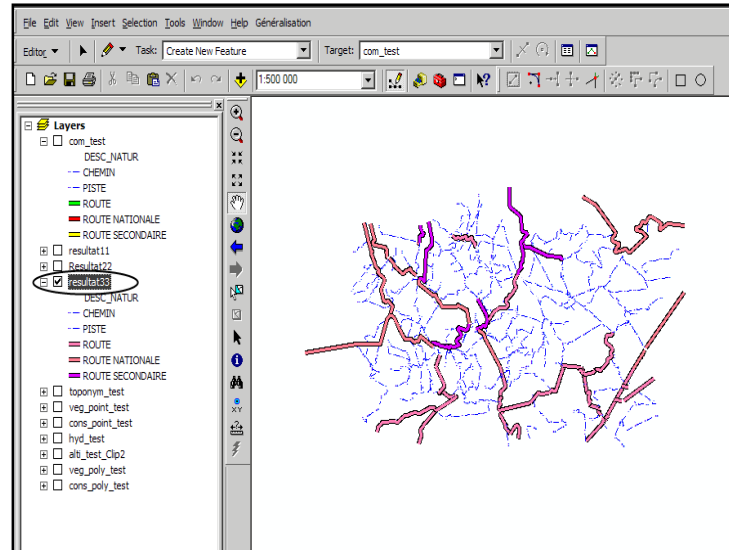 File Edit View Insert Selection Tools Window Help Généralisation
Editor Task: Create New Feature Target: com_test
1:500 000
Layers
com_test
DESC_NATUR
CHEMIN
PISTE
ROUTE
ROUTE NATIONALE
ROUTE SECONDAIRE
resultat11
Resultat22
resultat33
DESC_NATUR
CHEMIN
PISTE
ROUTE
ROUTE NATIONALE
ROUTE SECONDAIRE
toponym_test
veg_point_test
cons_point_test
hyd_test
alti_test_Clip2
veg_poly_test
cons_poly_test
XY